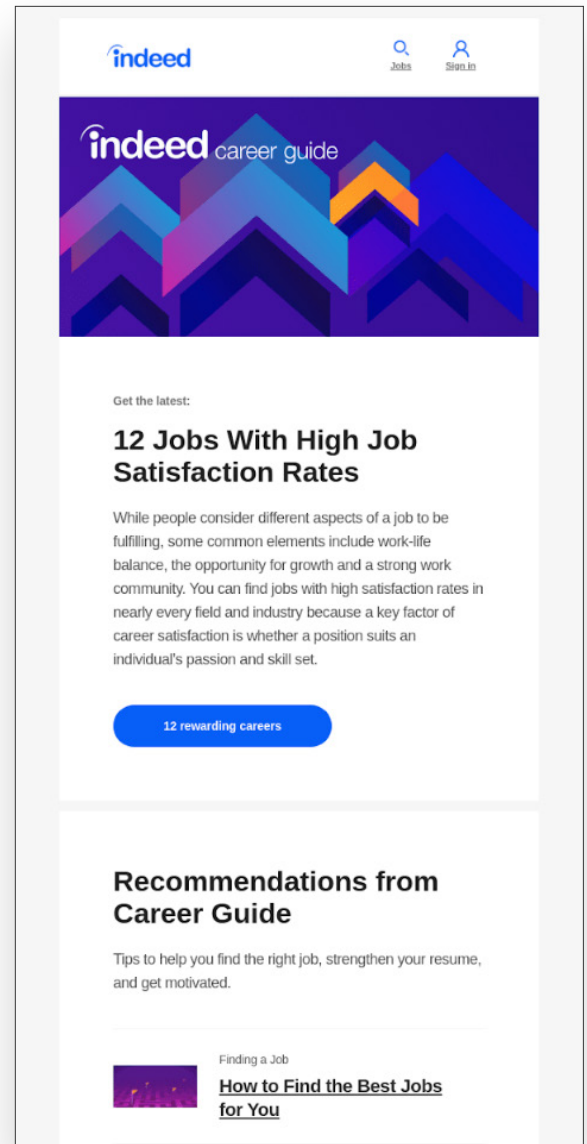 indeed
Jobs
Sign in
indeed career guide
Get the latest:
12 Jobs With High Job
Satisfaction Rates
While people consider different aspects of a job to be
fulfilling, some common elements include work-life
balance, the opportunity for growth and a strong work
community. You can find jobs with high satisfaction rates in
nearly every field and industry because a key factor of
career satisfaction is whether a position suits an
individual's passion and skill set.
12 rewarding careers
Recommendations from
Career Guide
Tips to help you find the right job, strengthen your resume,
and get motivated.
Finding a Job
How to Find the Best Jobs
for You